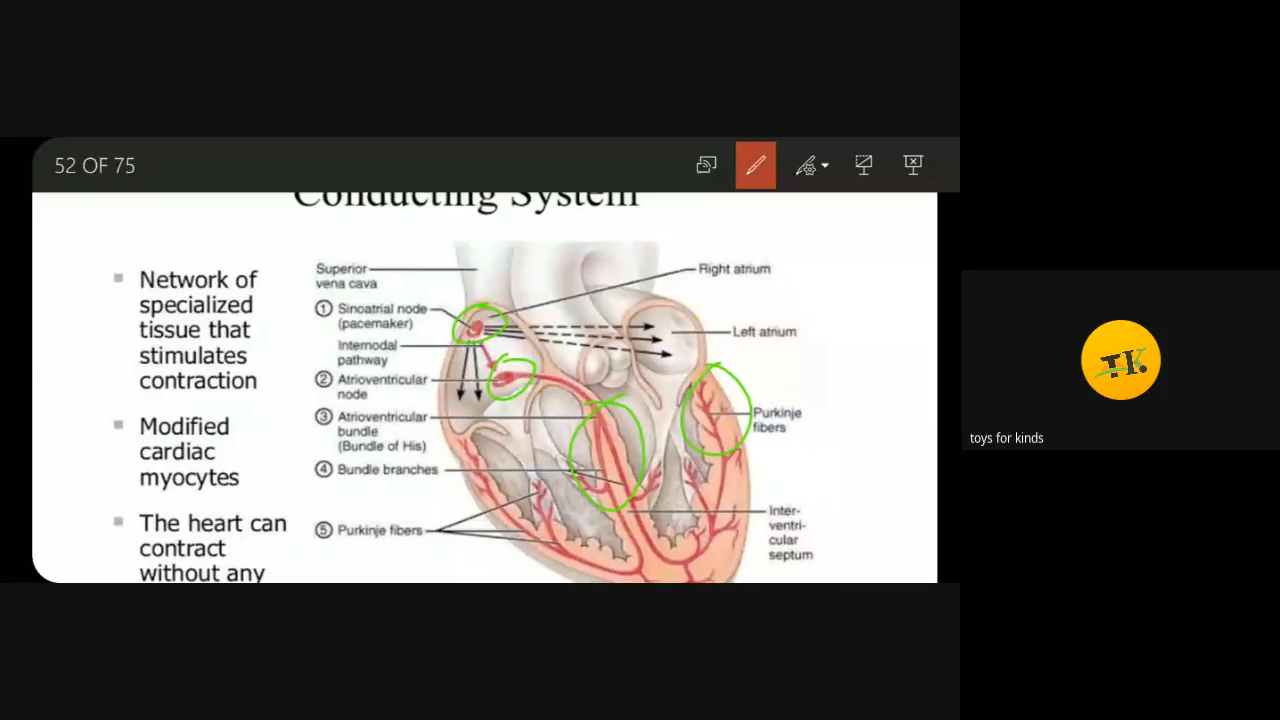 52 OF 75
Conducting System
Network of
specialized
tissue that
stimulates
contraction
Modified
cardiac
myocytes
The heart can
contract
without any
Superior
vena cava
1 Sinoatrial node
(pacemaker)
Internodal
pathway
2 Atrioventricular
node
3 Atrioventricular
bundle
(Bundle of His)
4 Bundle branches
5 Purkinje fibers
Right atrium
Left atrium
Purkinje
fibers
Inter-
ventri-
cular
septum
TK.
toys for kinds